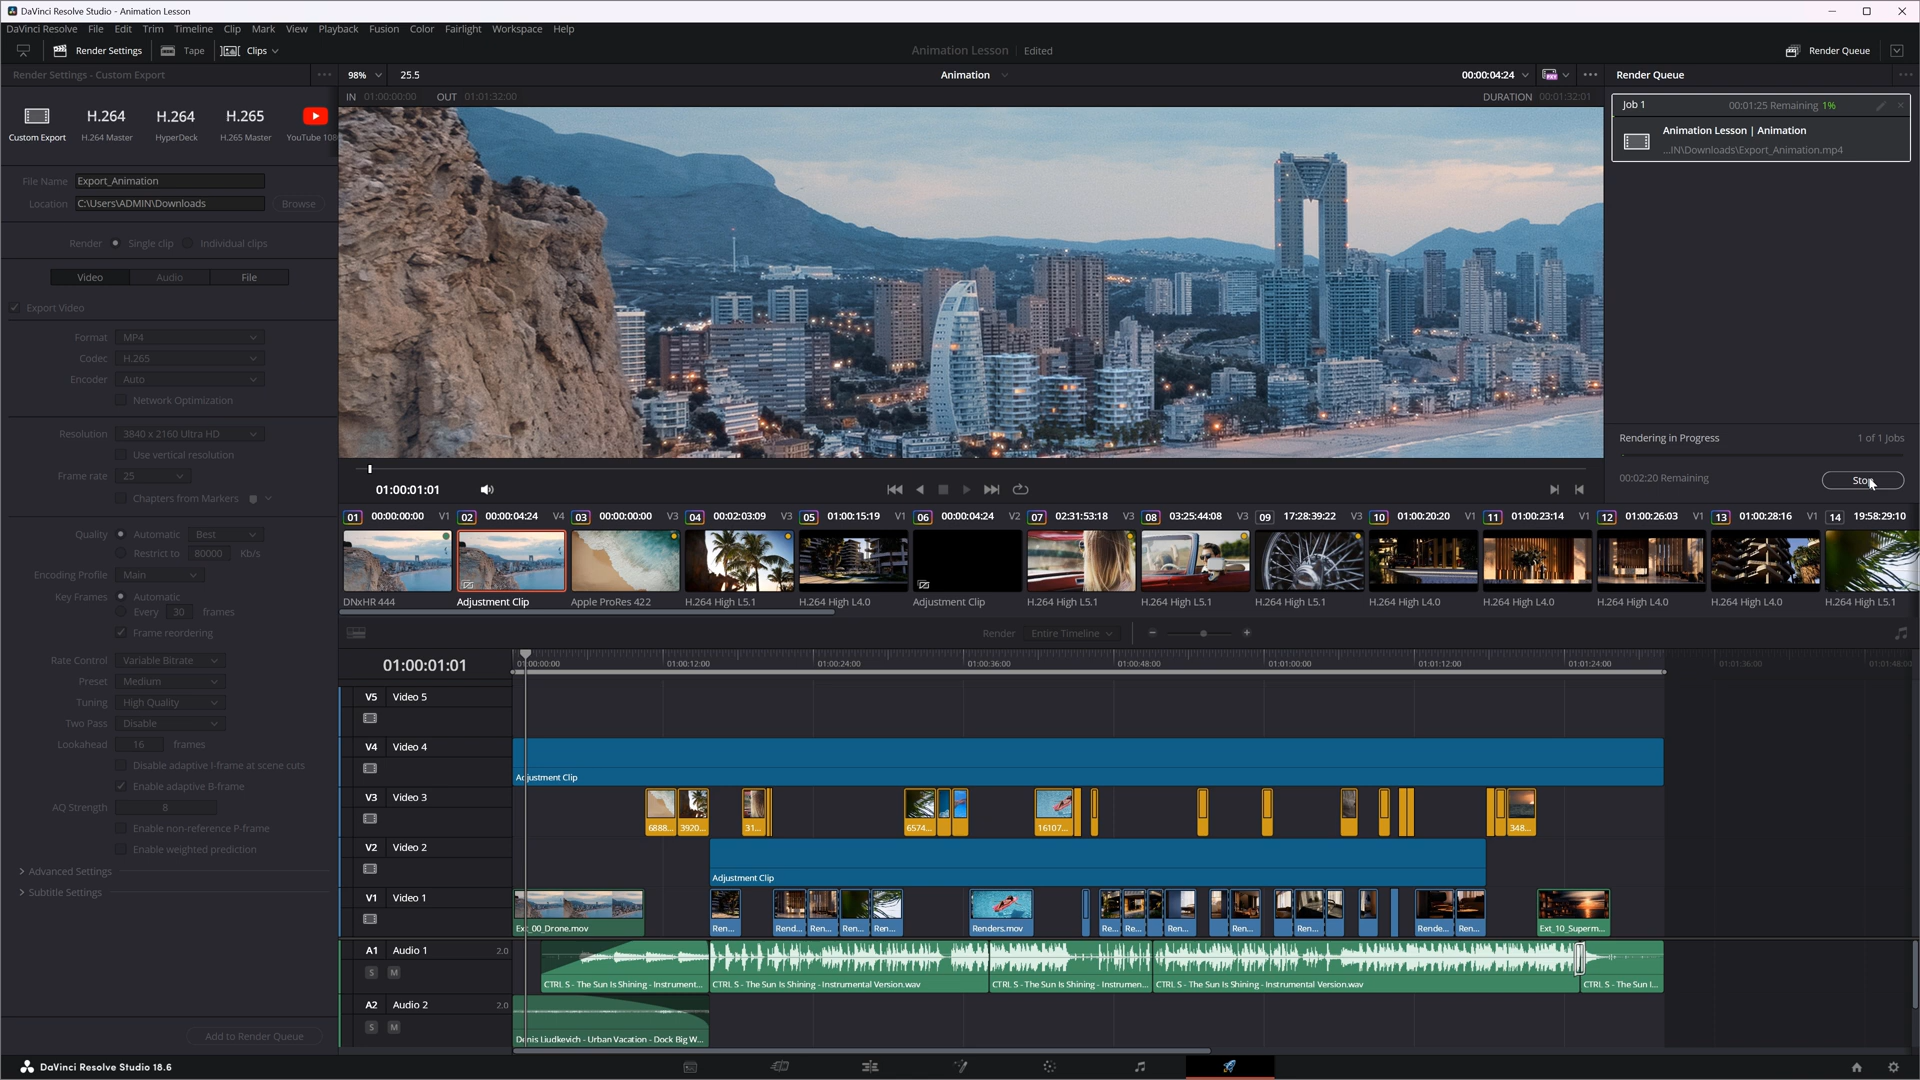 DaVinci Resolve Studio - Animation Lesson
DaVinci Resolve File Edit Trim Timeline Clip Mark View Playback Fusion Color Fairlight Workspace Help
Render Settings Tape Clips Animation Lesson Edited Render Queue
Render Settings - Custom Export 98% 25.5 Animation 00:00:04:24 Render Queue
IN 01:00:00:00 OUT 01:01:32:00 DURATION 00:01:32:01
H.264 H.264 H.265
Custom Export H.264 Master HyperDeck H.265 Master YouTube 108
Job 1 00:01:25 Remaining 1%
Animation Lesson | Animation
...IN\Downloads\Export_Animation.mp4
File Name Export_Animation
Location C:\Users\ADMIN\Downloads Browse
Render Single clip Individual clips
Video Audio File
Export Video
Format MP4
Codec H.265
Encoder Auto
Network Optimization
Resolution 3840 x 2160 Ultra HD
Use vertical resolution
Frame rate 25
Chapters from Markers
Quality Automatic Best
Restrict to 80000 Kb/s
Encoding Profile Main
Key Frames Automatic
Every 30 frames
Frame reordering
Rate Control Variable Bitrate
Preset Medium
Tuning High Quality
Two Pass Disable
Lookahead 16 frames
Disable adaptive I-frame at scene cuts
Enable adaptive B-frame
AQ Strength 8
Enable non-reference P-frame
Enable weighted prediction
Advanced Settings
Subtitle Settings
Add to Render Queue
Rendering in Progress 1 of 1 Jobs
00:02:20 Remaining Stop
01:00:01:01
01 00:00:00:00 V1 02 00:00:04:24 V4 03 00:00:00:00 V3 04 00:02:03:09 V3 05 01:00:15:19 V1 06 00:00:04:24 V2 07 02:31:53:18 V3 08 03:25:44:08 V3 09 17:28:39:22 V3 10 01:00:20:20 V1 11 01:00:23:14 V1 12 01:00:26:03 V1 13 01:00:28:16 V1 14 19:58:29:10
DNxHR 444 Adjustment Clip Apple ProRes 422 H.264 High L5.1 H.264 High L4.0 Adjustment Clip H.264 High L5.1 H.264 High L5.1 H.264 High L5.1 H.264 High L4.0 H.264 High L4.0 H.264 High L4.0 H.264 High L4.0 H.264 High L5.1
Render Entire Timeline
01:00:01:01 01:00:00:00 01:00:12:00 01:00:24:00 01:00:36:00 01:00:48:00 01:01:00:00 01:01:12:00 01:01:24:00 01:01:36:00 01:01:48:00
V5 Video 5
V4 Video 4
Adjustment Clip
V3 Video 3
6888... 3920... 31... 6574... 16107... 348...
V2 Video 2
Adjustment Clip
V1 Video 1
Ext_00_Drone.mov Ren... Rend... Ren... Ren... Ren... Renders.mov Re... Re... Ren... Ren... Ren... Rende... Ren... Ext_10_Superm...
A1 Audio 1 2.0
S M
CTRL S - The Sun Is Shining - Instrument... CTRL S - The Sun Is Shining - Instrumental Version.wav CTRL S - The Sun Is Shining - Instrumen... CTRL S - The Sun Is Shining - Instrumental Version.wav CTRL S - The Sun I...
A2 Audio 2 2.0
S M
Denis Liudkevich - Urban Vacation - Dock Big W...
DaVinci Resolve Studio 18.6